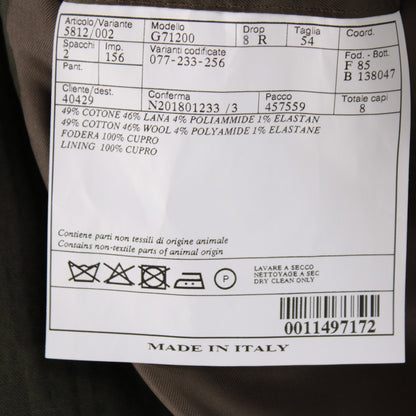 Articolo/Variante Modello Drop Taglia Coord.
5812/002 G71200 8 R 54
Spacchi Imp. Varianti codificate Fod. - Bott.
2 156 077-233-256 F 85
Part. B 138047
Cliente/dest. Conferma Pacco Totale capi
40429 N201801233 /3 457559 8
49% COTONE 46% LANA 4% POLIAMMIDE 1% ELASTAN
49% COTTON 46% WOOL 4% POLYAMIDE 1% ELASTANE
FODERA 100% CUPRO
LINING 100% CUPRO
Contiene parti non tessili di origine animale
Contains non-textile parts of animal origin
P
LAVARE A SECCO
NETTOYAGE A SEC
DRY CLEAN ONLY
0011497172
MADE IN ITALY